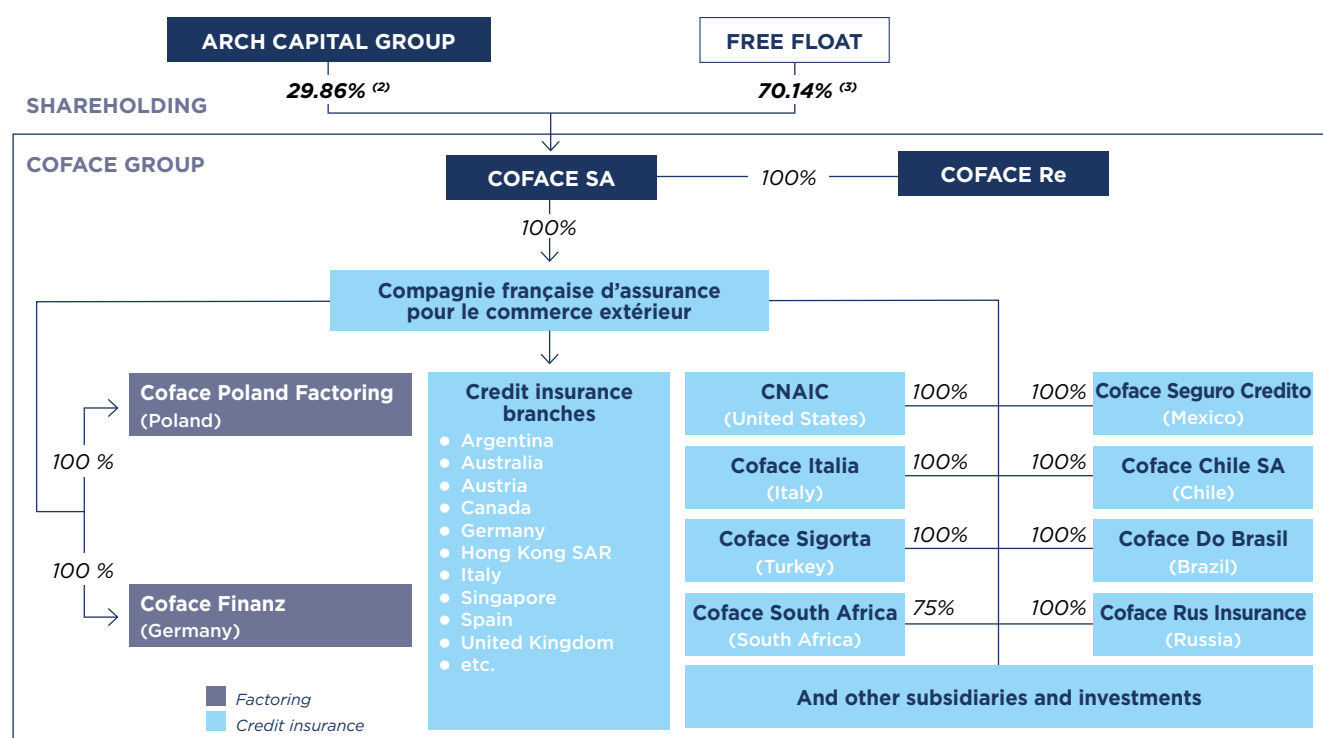 ARCH CAPITAL GROUP
FREE FLOAT
29.86% (2)
70.14% (3)
SHAREHOLDING
COFACE GROUP
COFACE SA
100%
COFACE Re
100%
Compagnie française d'assurance
pour le commerce extérieur
Coface Poland Factoring
(Poland)
100 %
100 %
Coface Finanz
(Germany)
Factoring
Credit insurance
Credit insurance
branches
• Argentina
• Australia
• Austria
• Canada
• Germany
• Hong Kong SAR
• Italy
• Singapore
• Spain
• United Kingdom
• etc.
CNAIC
(United States)
100%
100%
Coface Seguro Credito
(Mexico)
Coface Italia
(Italy)
100%
100%
Coface Chile SA
(Chile)
Coface Sigorta
(Turkey)
100%
100%
Coface Do Brasil
(Brazil)
Coface South Africa
(South Africa)
75%
100%
Coface Rus Insurance
(Russia)
And other subsidiaries and investments